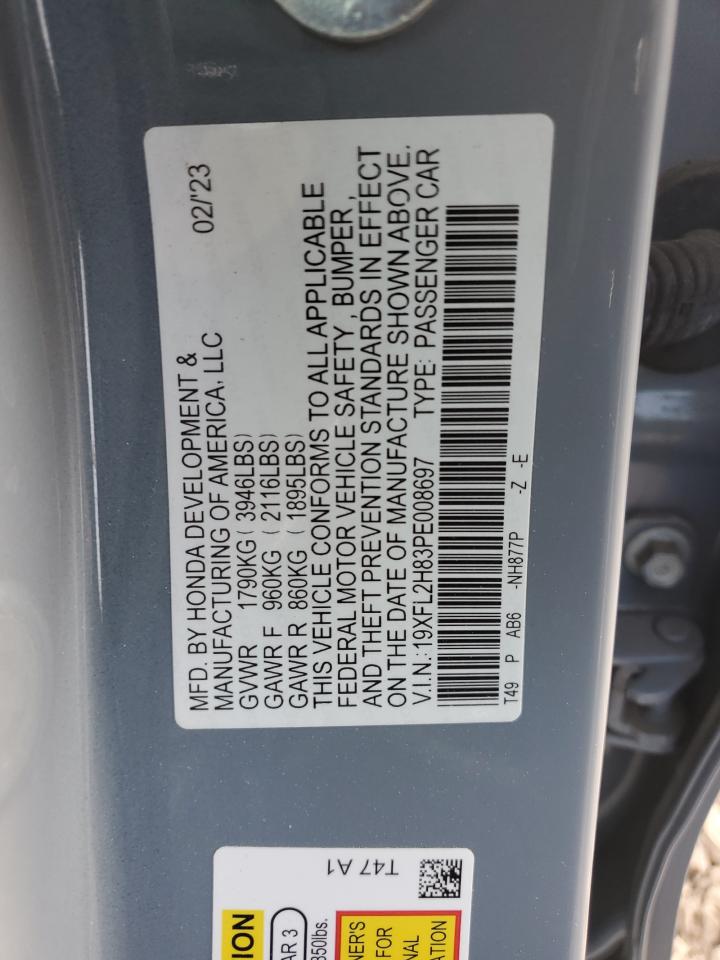 MFD. BY HONDA DEVELOPMENT &
MANUFACTURING OF AMERICA, LLC 02/'23
GVWR 1790KG ( 3946LBS)
GAWR F 960KG ( 2116LBS)
GAWR R 860KG ( 1895LBS)
THIS VEHICLE CONFORMS TO ALL APPLICABLE
FEDERAL MOTOR VEHICLE SAFETY, BUMPER,
AND THEFT PREVENTION STANDARDS IN EFFECT
ON THE DATE OF MANUFACTURE SHOWN ABOVE.
V.I.N.: 19XFL2H83PE008697 TYPE: PASSENGER CAR
T49 P AB6 -NH877P -Z -E
T47 A1
ION
AR 3
350lbs.
NER'S
FOR
NAL
ATION